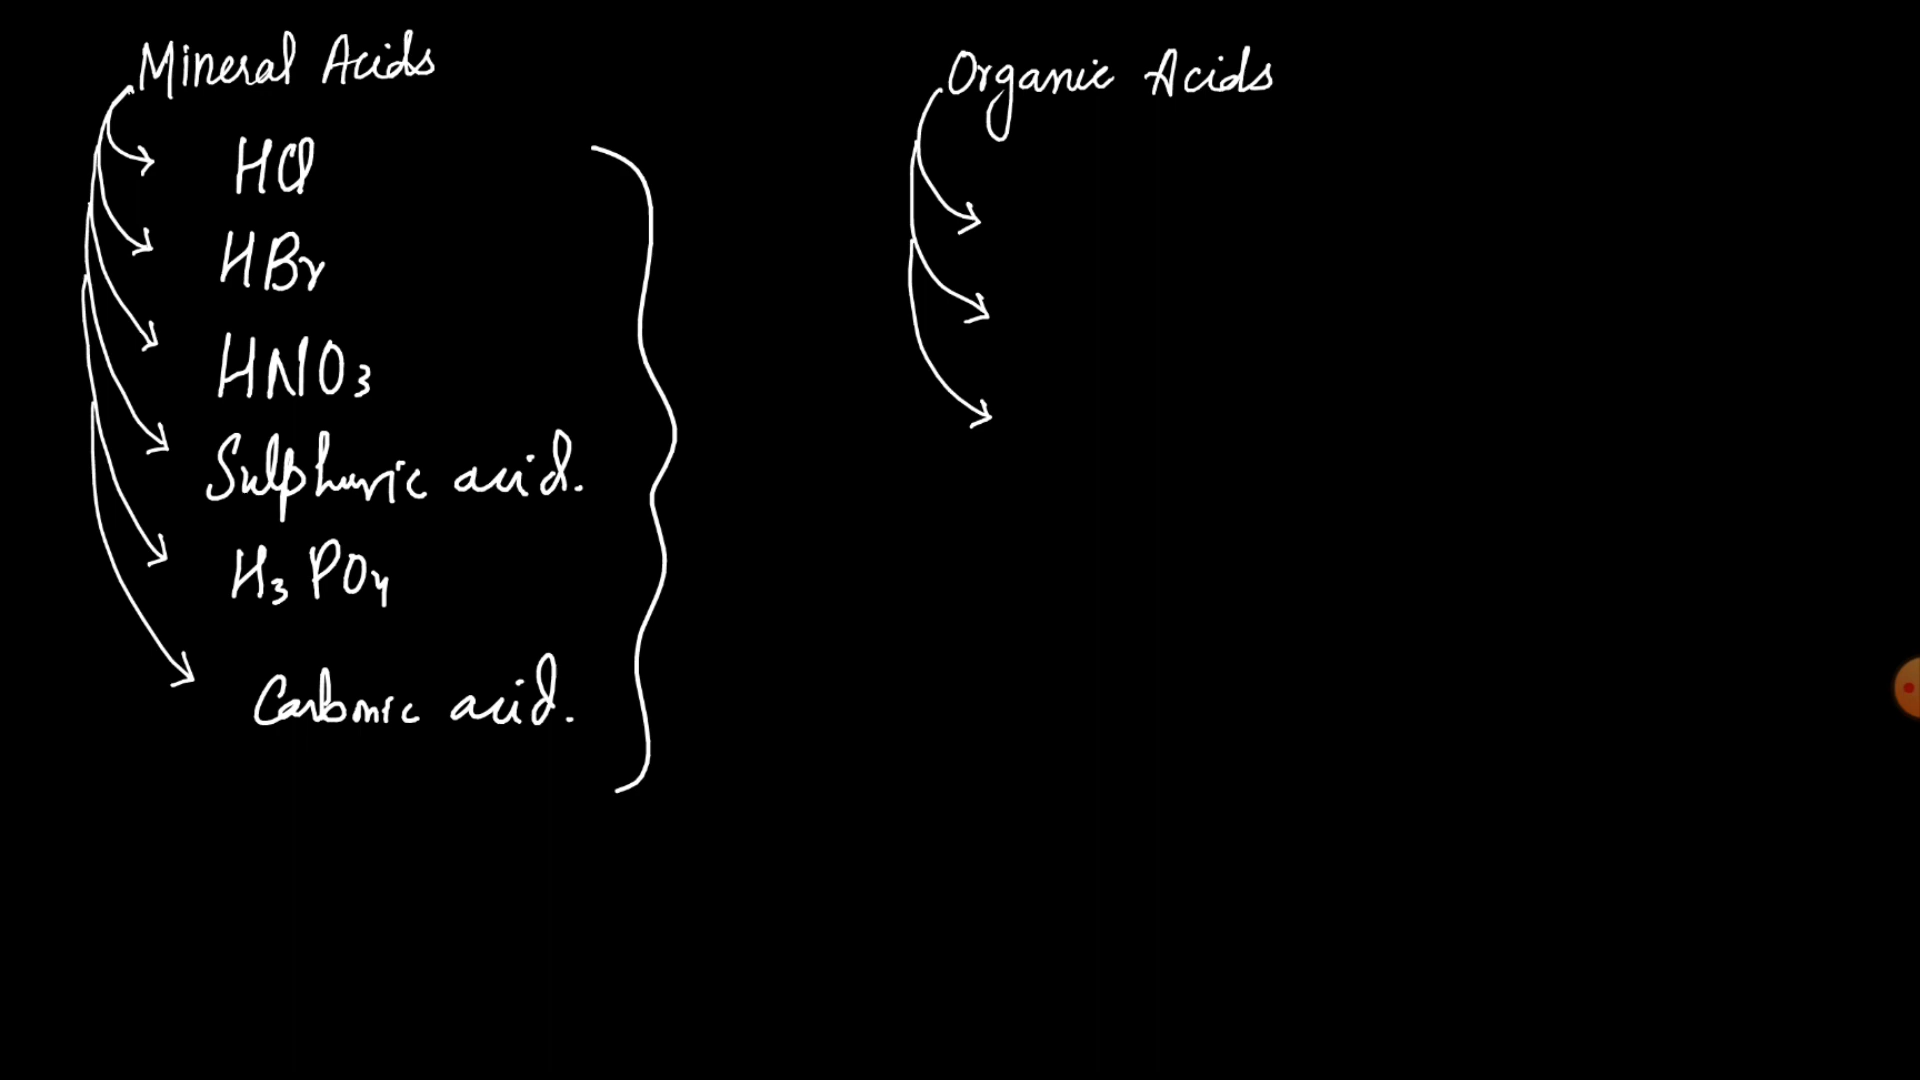 Mineral Acids
HCl
HBr
HNO3
Sulphuric acid.
H3PO4
Carbonic acid.
Organic Acids